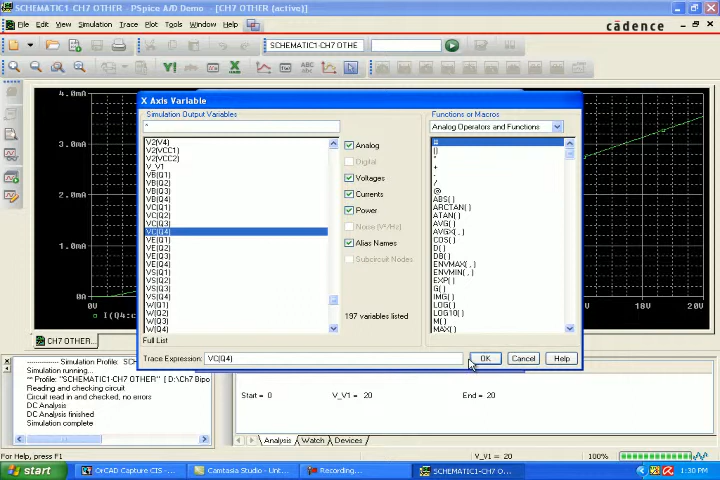 SCHEMATIC1-CH7 OTHER - PSpice A/D Demo - [CH7 OTHER (active)]
File Edit View Simulation Trace Plot Tools Window Help
cādence
SCHEMATIC1-CH7 OTHE
4.0mA
3.0mA
2.0mA
1.0mA
0A
0V
16V
20V
I(Q4:c
CH7 OTHER...
X Axis Variable
Simulation Output Variables
*
V2(V4)
V2(VCC1)
V2(VCC2)
V_V1
VB(Q1)
VB(Q2)
VB(Q3)
VB(Q4)
VC(Q1)
VC(Q2)
VC(Q3)
VC(Q4)
VE(Q1)
VE(Q2)
VE(Q3)
VE(Q4)
VS(Q1)
VS(Q2)
VS(Q3)
VS(Q4)
W(Q1)
W(Q2)
W(Q3)
W(Q4)
Full List
Analog
Digital
Voltages
Currents
Power
Noise (V²/Hz)
Alias Names
Subcircuit Nodes
197 variables listed
Functions or Macros
Analog Operators and Functions
#
()
*
+
-
/
@
ABS( )
ARCTAN( )
ATAN( )
AVG( )
AVGX( , )
COS( )
D( )
DB( )
ENVMAX( , )
ENVMIN( , )
EXP( )
G( )
IMG( )
LOG( )
LOG10( )
M( )
MAX( )
Trace Expression: VC(Q4)
OK
Cancel
Help
------------ Simulation Profile: SC
Simulation running...
** Profile: "SCHEMATIC1-CH7 OTHER" [ D:\Ch7 Bipo
Reading and checking circuit
Circuit read in and checked, no errors
DC Analysis
DC Analysis finished
Simulation complete
Start = 0
V_V1 = 20
End = 20
Analysis Watch Devices
For Help, press F1
V_V1 = 20
100%
start
OrCAD Capture CIS -...
Camtasia Studio - Unt...
Recording...
SCHEMATIC1-CH7 O...
1:30 PM